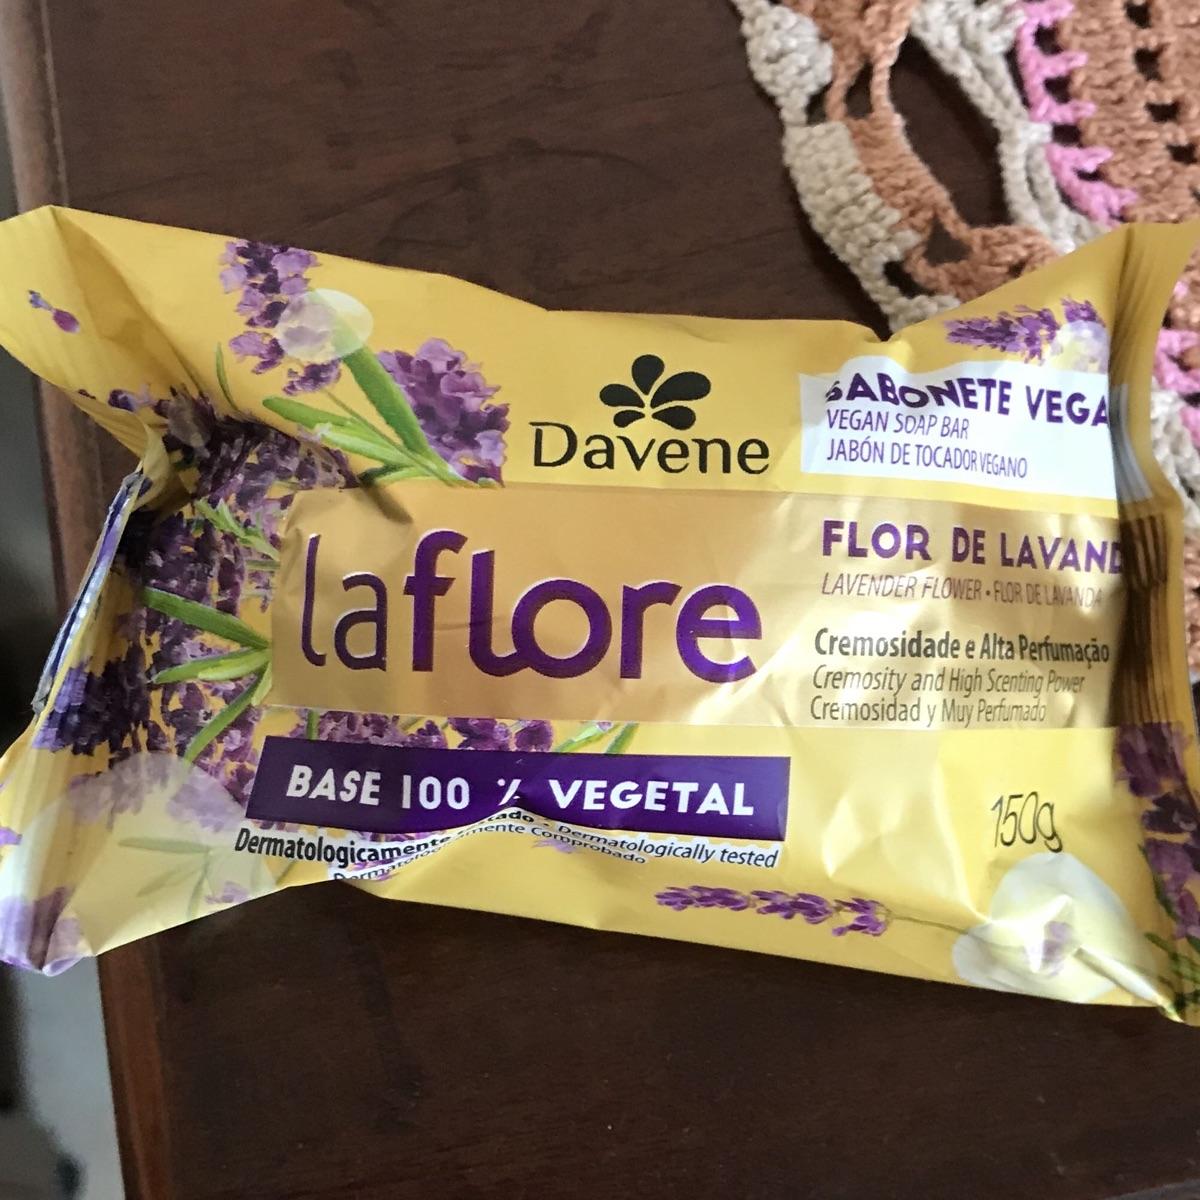 Davene
SABONETE VEGA
VEGAN SOAP BAR
JABÓN DE TOCADOR VEGANO
laflore
FLOR DE LAVAND
LAVENDER FLOWER • FLOR DE LAVANDA
Cremosidade e Alta Perfumação
Cremosity and High Scenting Power
Cremosidad y Muy Perfumado
BASE 100 % VEGETAL
Dermatologicamente tado • Dermatologically tested
Comprobado
150g